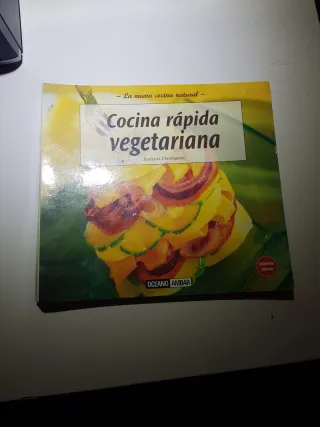 – La nueva cocina natural –
Cocina rápida
vegetariana
OCEANO AMBAR